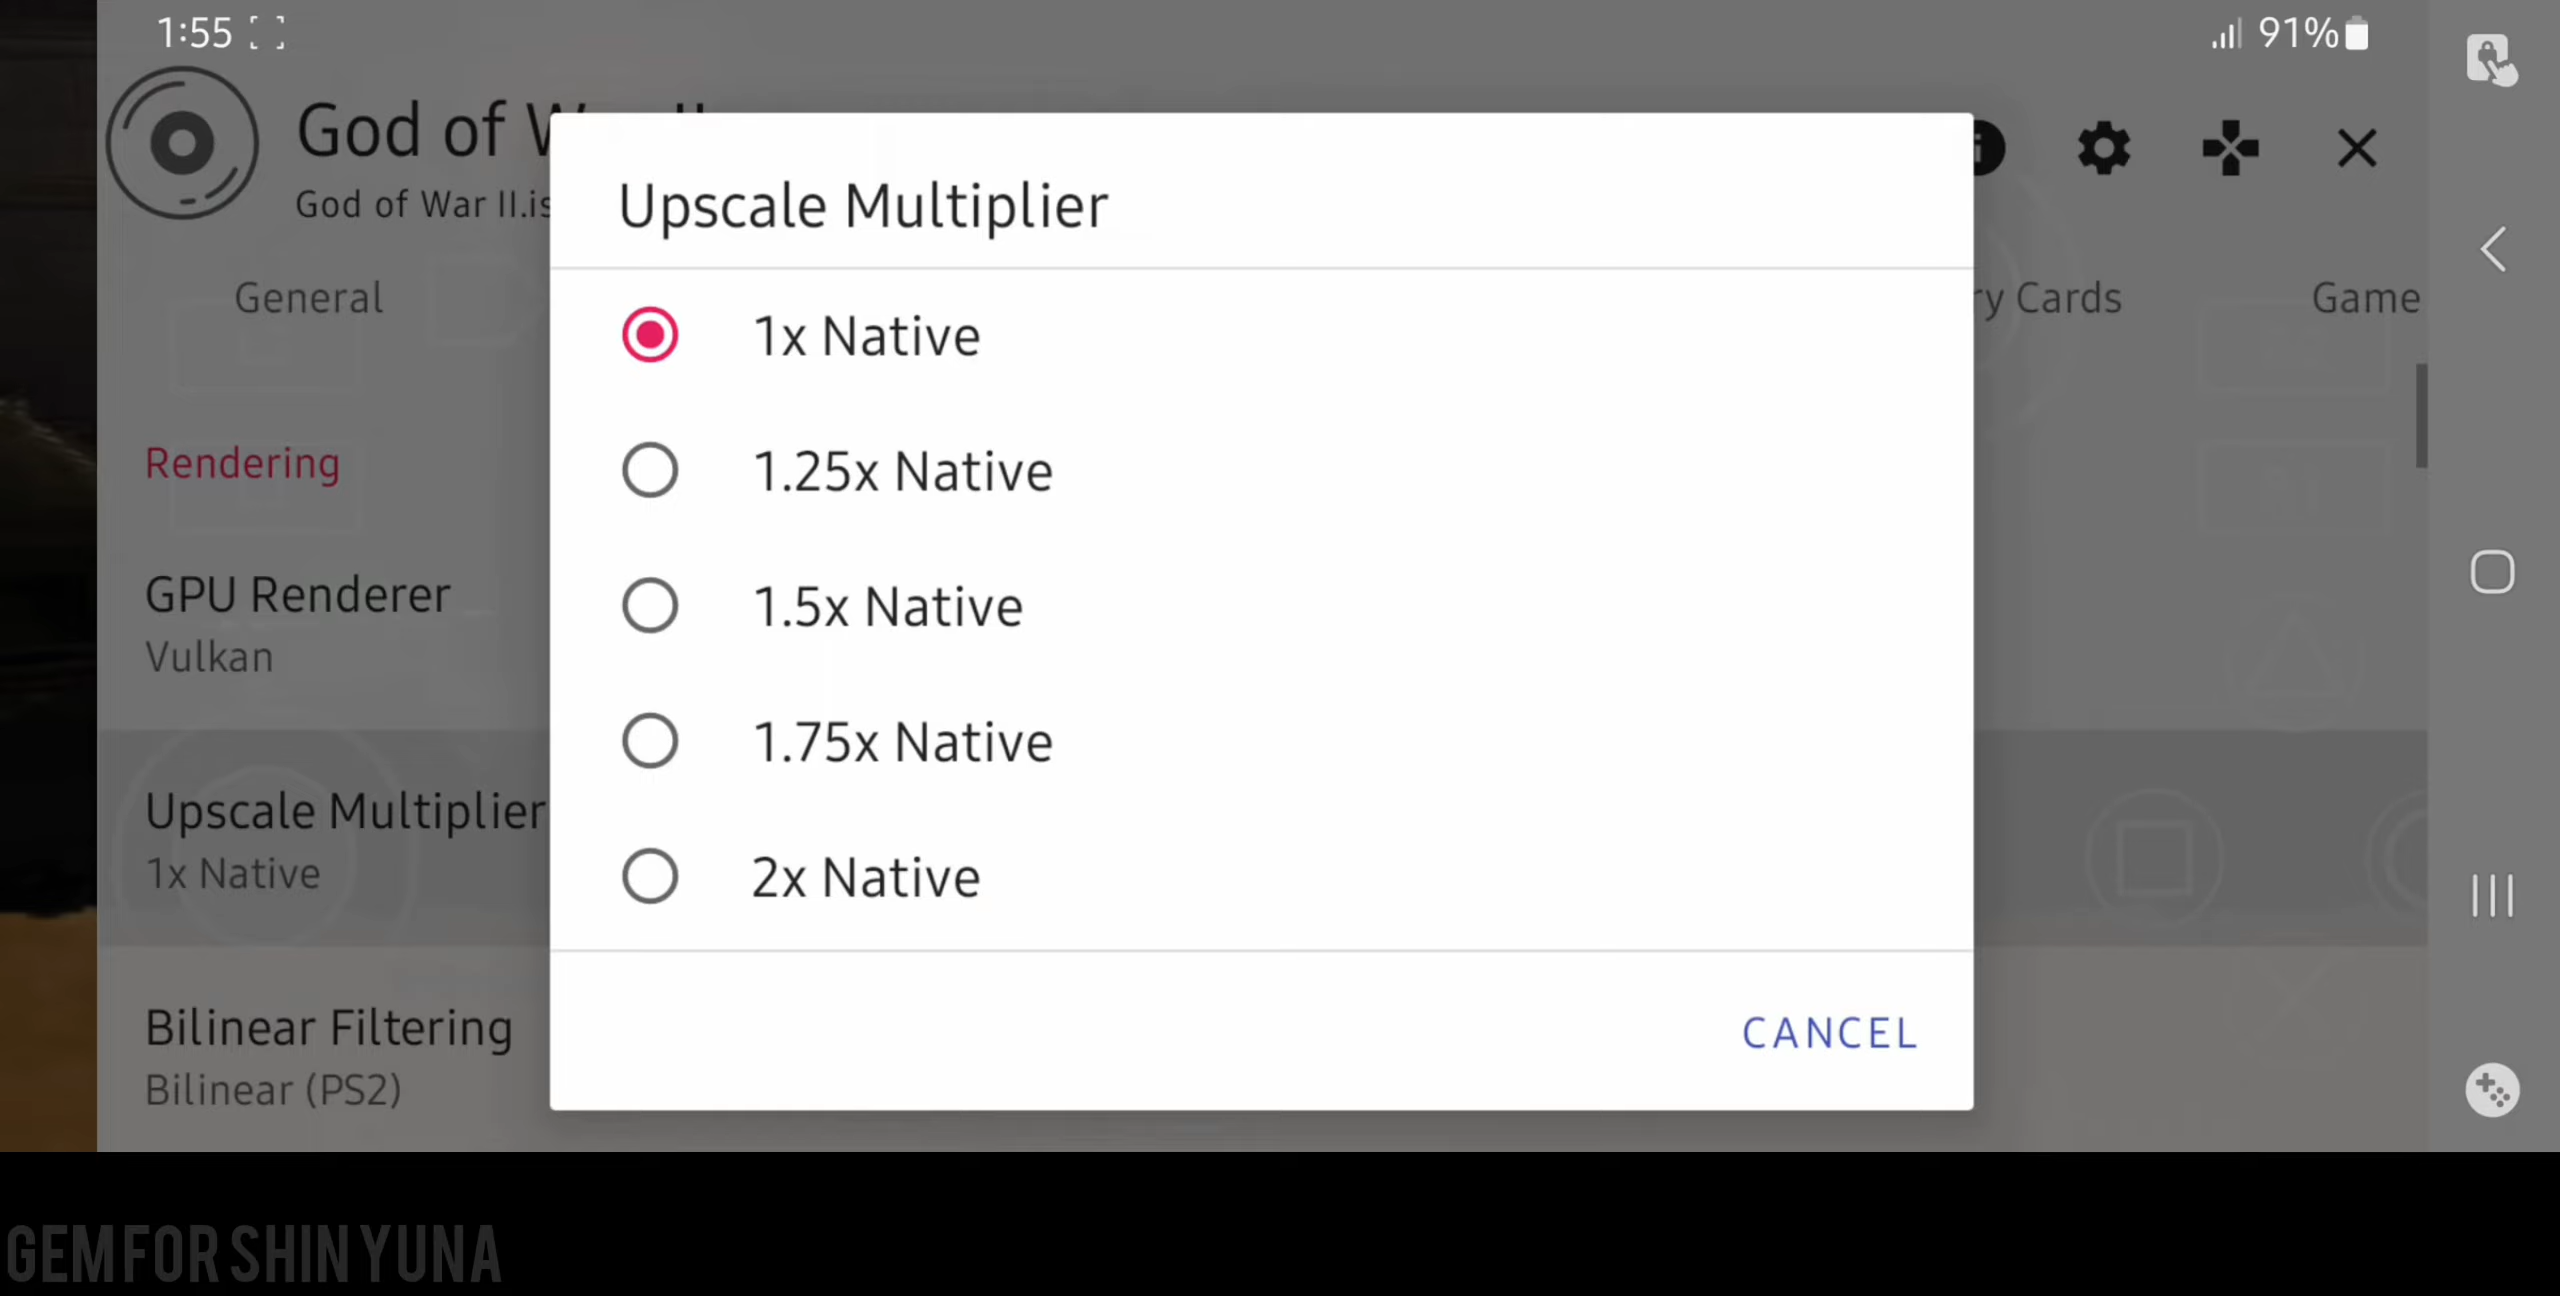 1:55
91%
God of
God of War II.is
Upscale Multiplier
General
ry Cards
Game
1x Native
1.25x Native
1.5x Native
1.75x Native
2x Native
CANCEL
Rendering
GPU Renderer
Vulkan
Upscale Multiplier
1x Native
Bilinear Filtering
Bilinear (PS2)
GEM FOR SHIN YUNA